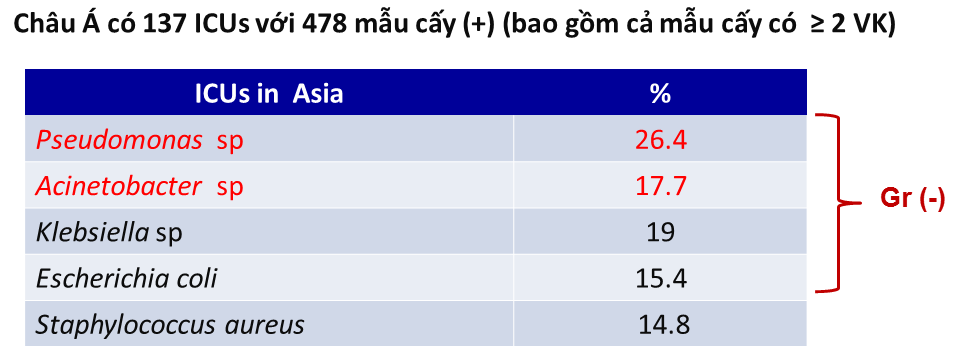 Châu Á có 137 ICUs với 478 mẫu cấy (+) (bao gồm cả mẫu cấy có ≥ 2 VK)
ICUs in Asia %
Pseudomonas sp 26.4
Acinetobacter sp 17.7
Klebsiella sp 19
Escherichia coli 15.4
Staphylococcus aureus 14.8
Gr (-)